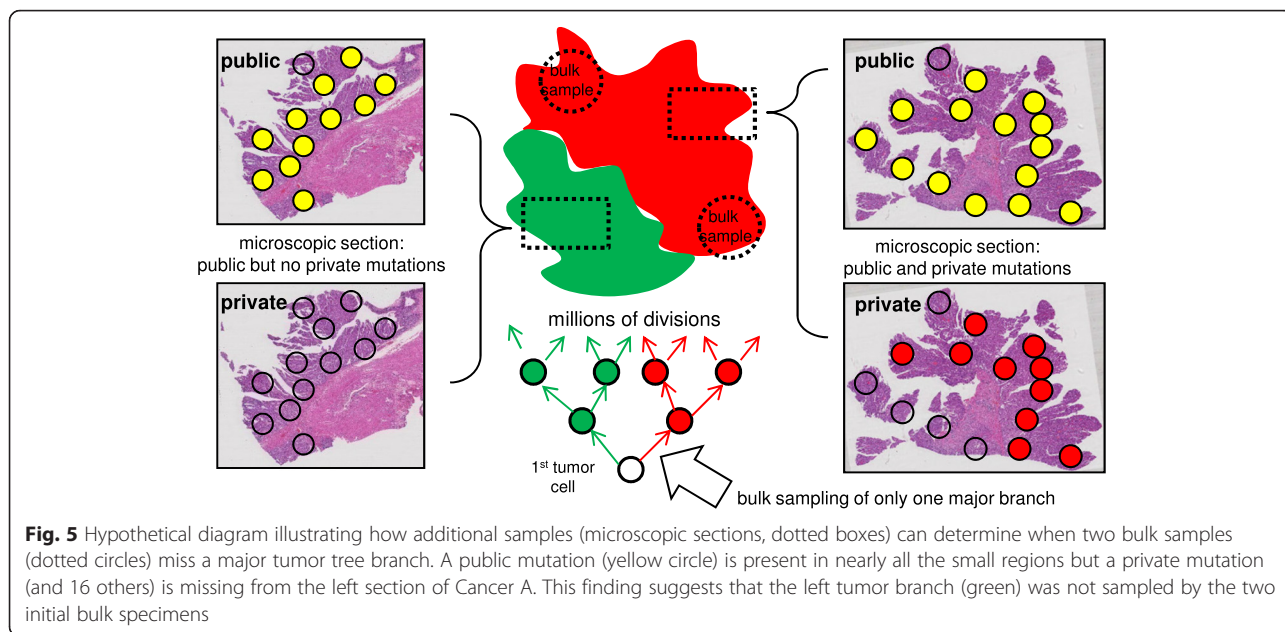 public
bulk
sample
public
bulk
sample
microscopic section:
public but no private mutations
microscopic section:
public and private mutations
private
private
millions of divisions
1st tumor
cell
bulk sampling of only one major branch
Fig. 5 Hypothetical diagram illustrating how additional samples (microscopic sections, dotted boxes) can determine when two bulk samples
(dotted circles) miss a major tumor tree branch. A public mutation (yellow circle) is present in nearly all the small regions but a private mutation
(and 16 others) is missing from the left section of Cancer A. This finding suggests that the left tumor branch (green) was not sampled by the two
initial bulk specimens